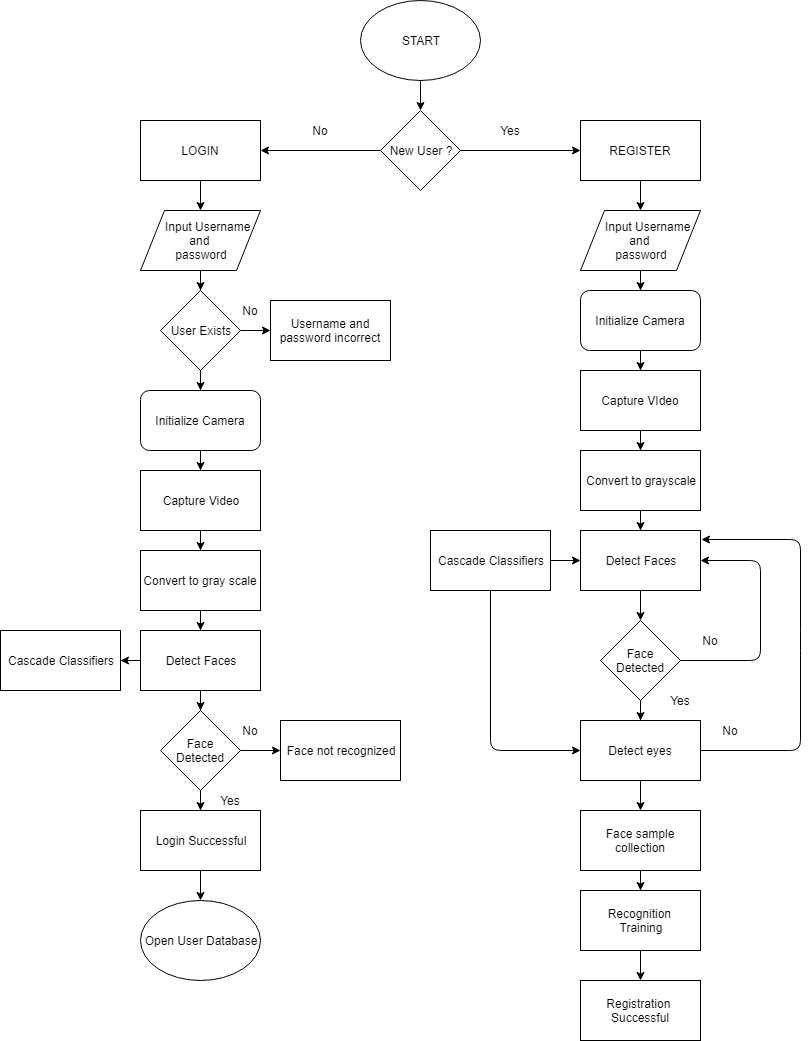 START
No
Yes
LOGIN
New User ?
REGISTER
Input Username
and
password
Input Username
and
password
User Exists
No
Username and
password incorrect
Initialize Camera
Initialize Camera
Capture VIdeo
Capture Video
Convert to grayscale
Convert to gray scale
Cascade Classifiers
Detect Faces
Cascade Classifiers
Detect Faces
Face
Detected
No
Yes
Face
Detected
No
Face not recognized
Detect eyes
No
Yes
Login Successful
Face sample
collection
Open User Database
Recognition
Training
Registration
Successful